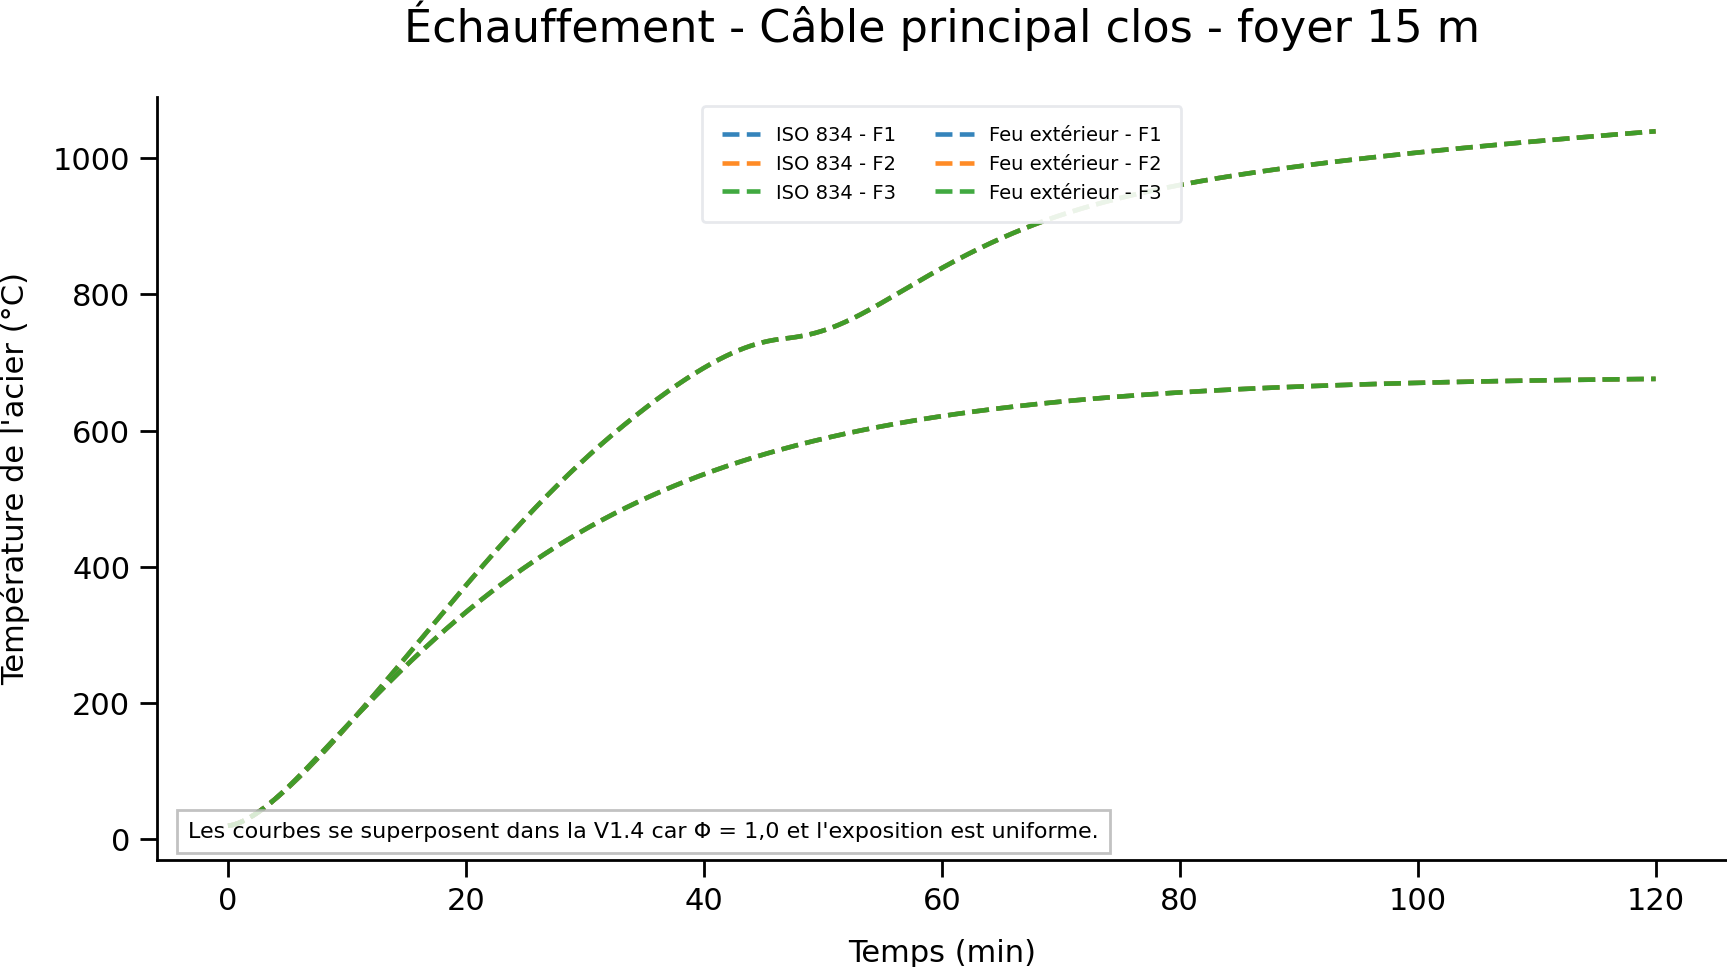 Échauffement - Câble principal clos - foyer 15 m
Température de l'acier (°C)
1000
800
600
400
200
0
ISO 834 - F1
ISO 834 - F2
ISO 834 - F3
Feu extérieur - F1
Feu extérieur - F2
Feu extérieur - F3
Les courbes se superposent dans la V1.4 car Φ = 1,0 et l'exposition est uniforme.
0 20 40 60 80 100 120
Temps (min)